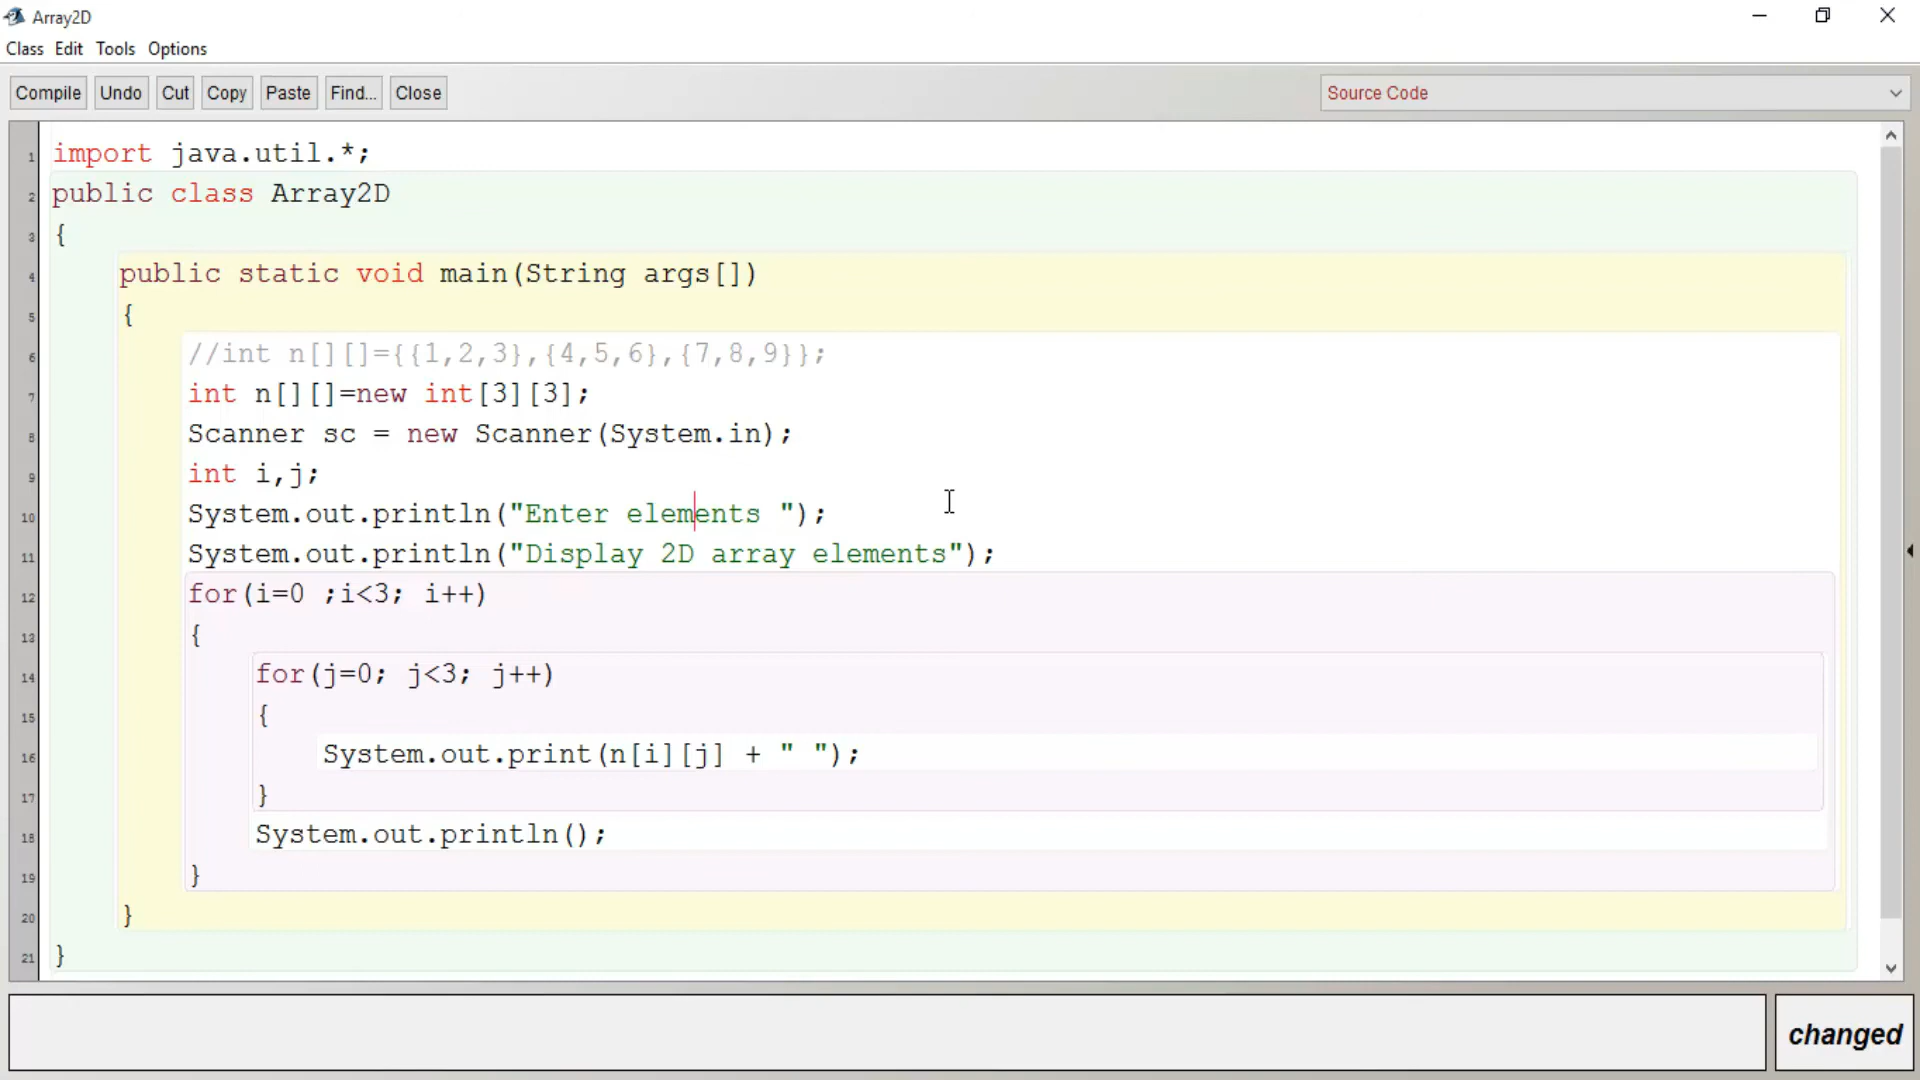 Array2D
Class Edit Tools Options
Compile Undo Cut Copy Paste Find... Close Source Code
1 import java.util.*;
2 public class Array2D
3 {
4 public static void main(String args[])
5 {
6 //int n[][]={{1,2,3},{4,5,6},{7,8,9}};
7 int n[][]=new int[3][3];
8 Scanner sc = new Scanner(System.in);
9 int i,j;
10 System.out.println("Enter elements ");
11 System.out.println("Display 2D array elements");
12 for(i=0 ;i<3; i++)
13 {
14 for(j=0; j<3; j++)
15 {
16 System.out.print(n[i][j] + " ");
17 }
18 System.out.println();
19 }
20 }
21 }
changed